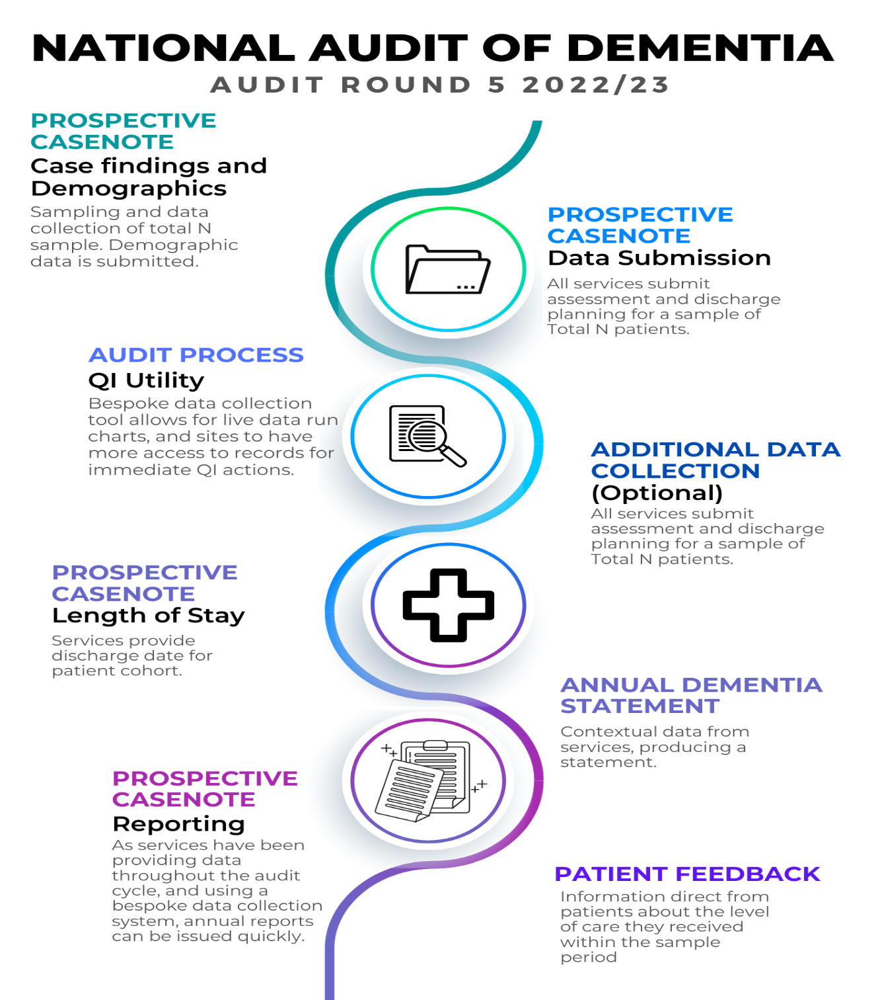 NATIONAL AUDIT OF DEMENTIA
AUDIT ROUND 5 2022/23
PROSPECTIVE
CASENOTE
Case findings and
Demographics
Sampling and data
collection of total N
sample. Demographic
data is submitted.
PROSPECTIVE
CASENOTE
Data Submission
All services submit
assessment and discharge
planning for a sample of
Total N patients.
AUDIT PROCESS
QI Utility
Bespoke data collection
tool allows for live data run
charts, and sites to have
more access to records for
immediate QI actions.
ADDITIONAL DATA
COLLECTION
(Optional)
All services submit
assessment and discharge
planning for a sample of
Total N patients.
PROSPECTIVE
CASENOTE
Length of Stay
Services provide
discharge date for
patient cohort.
ANNUAL DEMENTIA
STATEMENT
Contextual data from
services, producing a
statement.
PROSPECTIVE
CASENOTE
Reporting
As services have been
providing data
throughout the audit
cycle, and using a
bespoke data collection
system, annual reports
can be issued quickly.
PATIENT FEEDBACK
Information direct from
patients about the level
of care they received
within the sample
period